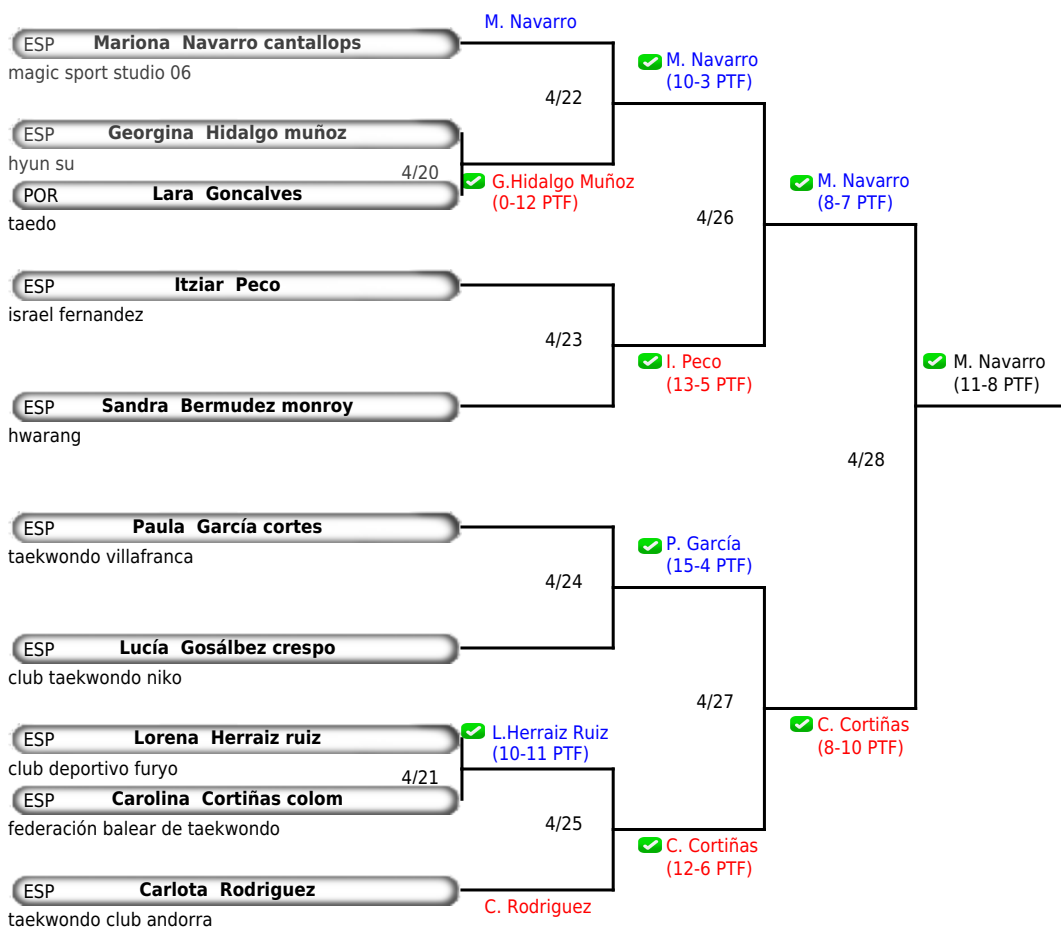 M. Navarro
ESP Mariona Navarro cantallops
magic sport studio 06
M. Navarro
(10-3 PTF)
4/22
ESP Georgina Hidalgo muñoz
hyun su
4/20
G.Hidalgo Muñoz
(0-12 PTF)
POR Lara Goncalves
taedo
M. Navarro
(8-7 PTF)
4/26
ESP Itziar Peco
israel fernandez
4/23
I. Peco
(13-5 PTF)
M. Navarro
(11-8 PTF)
ESP Sandra Bermudez monroy
hwarang
4/28
ESP Paula García cortes
taekwondo villafranca
P. García
(15-4 PTF)
4/24
ESP Lucía Gosálbez crespo
club taekwondo niko
4/27
C. Cortiñas
(8-10 PTF)
ESP Lorena Herraiz ruiz
club deportivo furyo
L.Herraiz Ruiz
(10-11 PTF)
4/21
ESP Carolina Cortiñas colom
federación balear de taekwondo
4/25
C. Cortiñas
(12-6 PTF)
ESP Carlota Rodriguez
taekwondo club andorra
C. Rodriguez